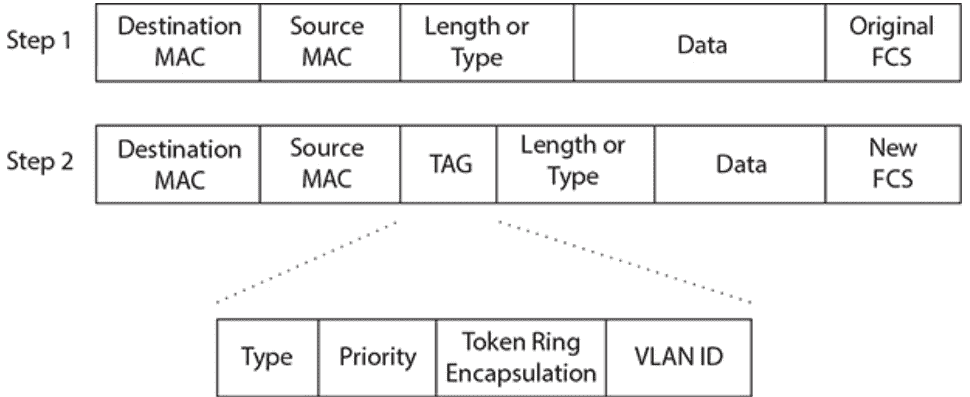 Step 1
Destination
MAC
Source
MAC
Length or
Type
Data
Original
FCS
Step 2
Destination
MAC
Source
MAC
TAG
Length or
Type
Data
New
FCS
Type
Priority
Token Ring
Encapsulation
VLAN ID